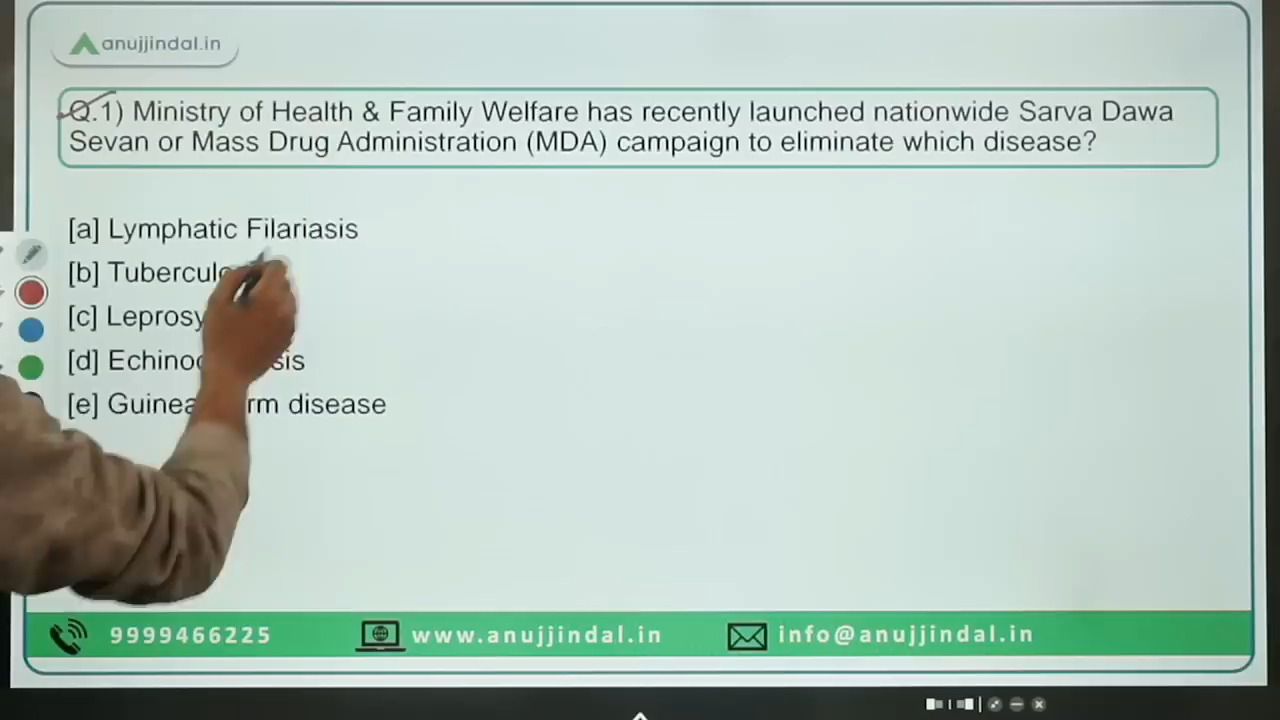 anujjindal.in
Q.1) Ministry of Health & Family Welfare has recently launched nationwide Sarva Dawa
Sevan or Mass Drug Administration (MDA) campaign to eliminate which disease?
[a] Lymphatic Filariasis
[b]
[c] Leprosy
[d]
[e] disease
9999466225 www.anujjindal.in info@anujjindal.in